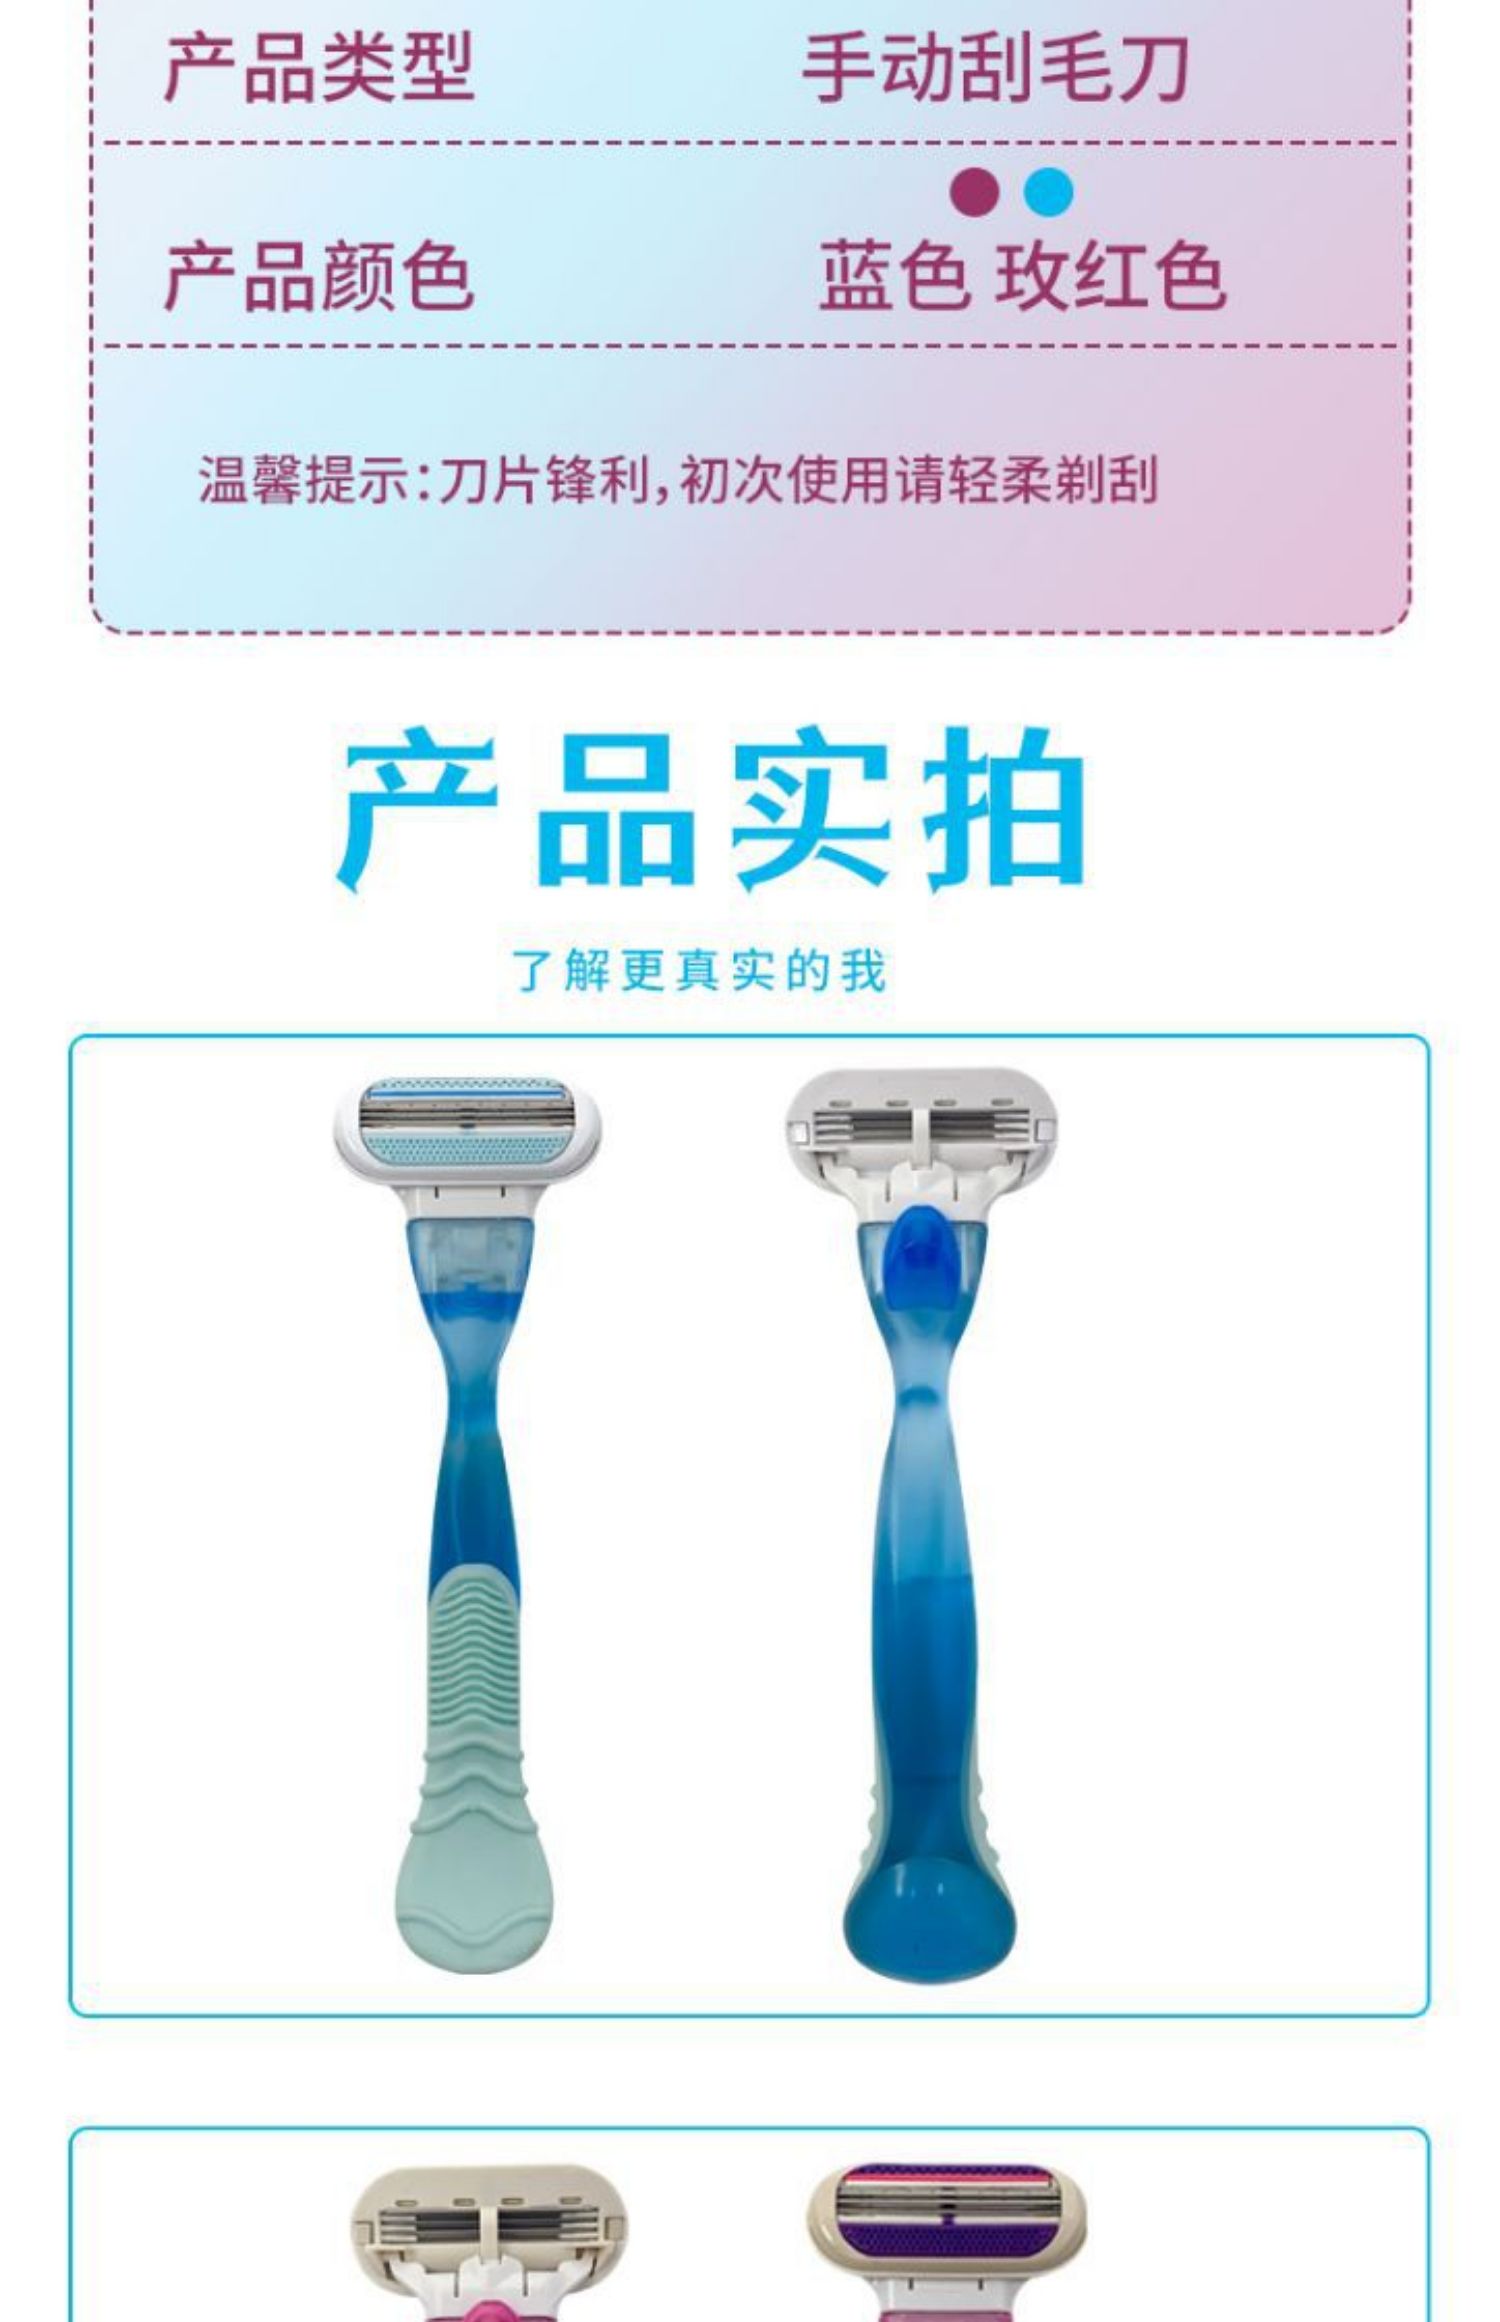 产品类型 手动刮毛刀
产品颜色 蓝色 玫红色
温馨提示:刀片锋利,初次使用请轻柔剃刮
产品实拍
了解更真实的我